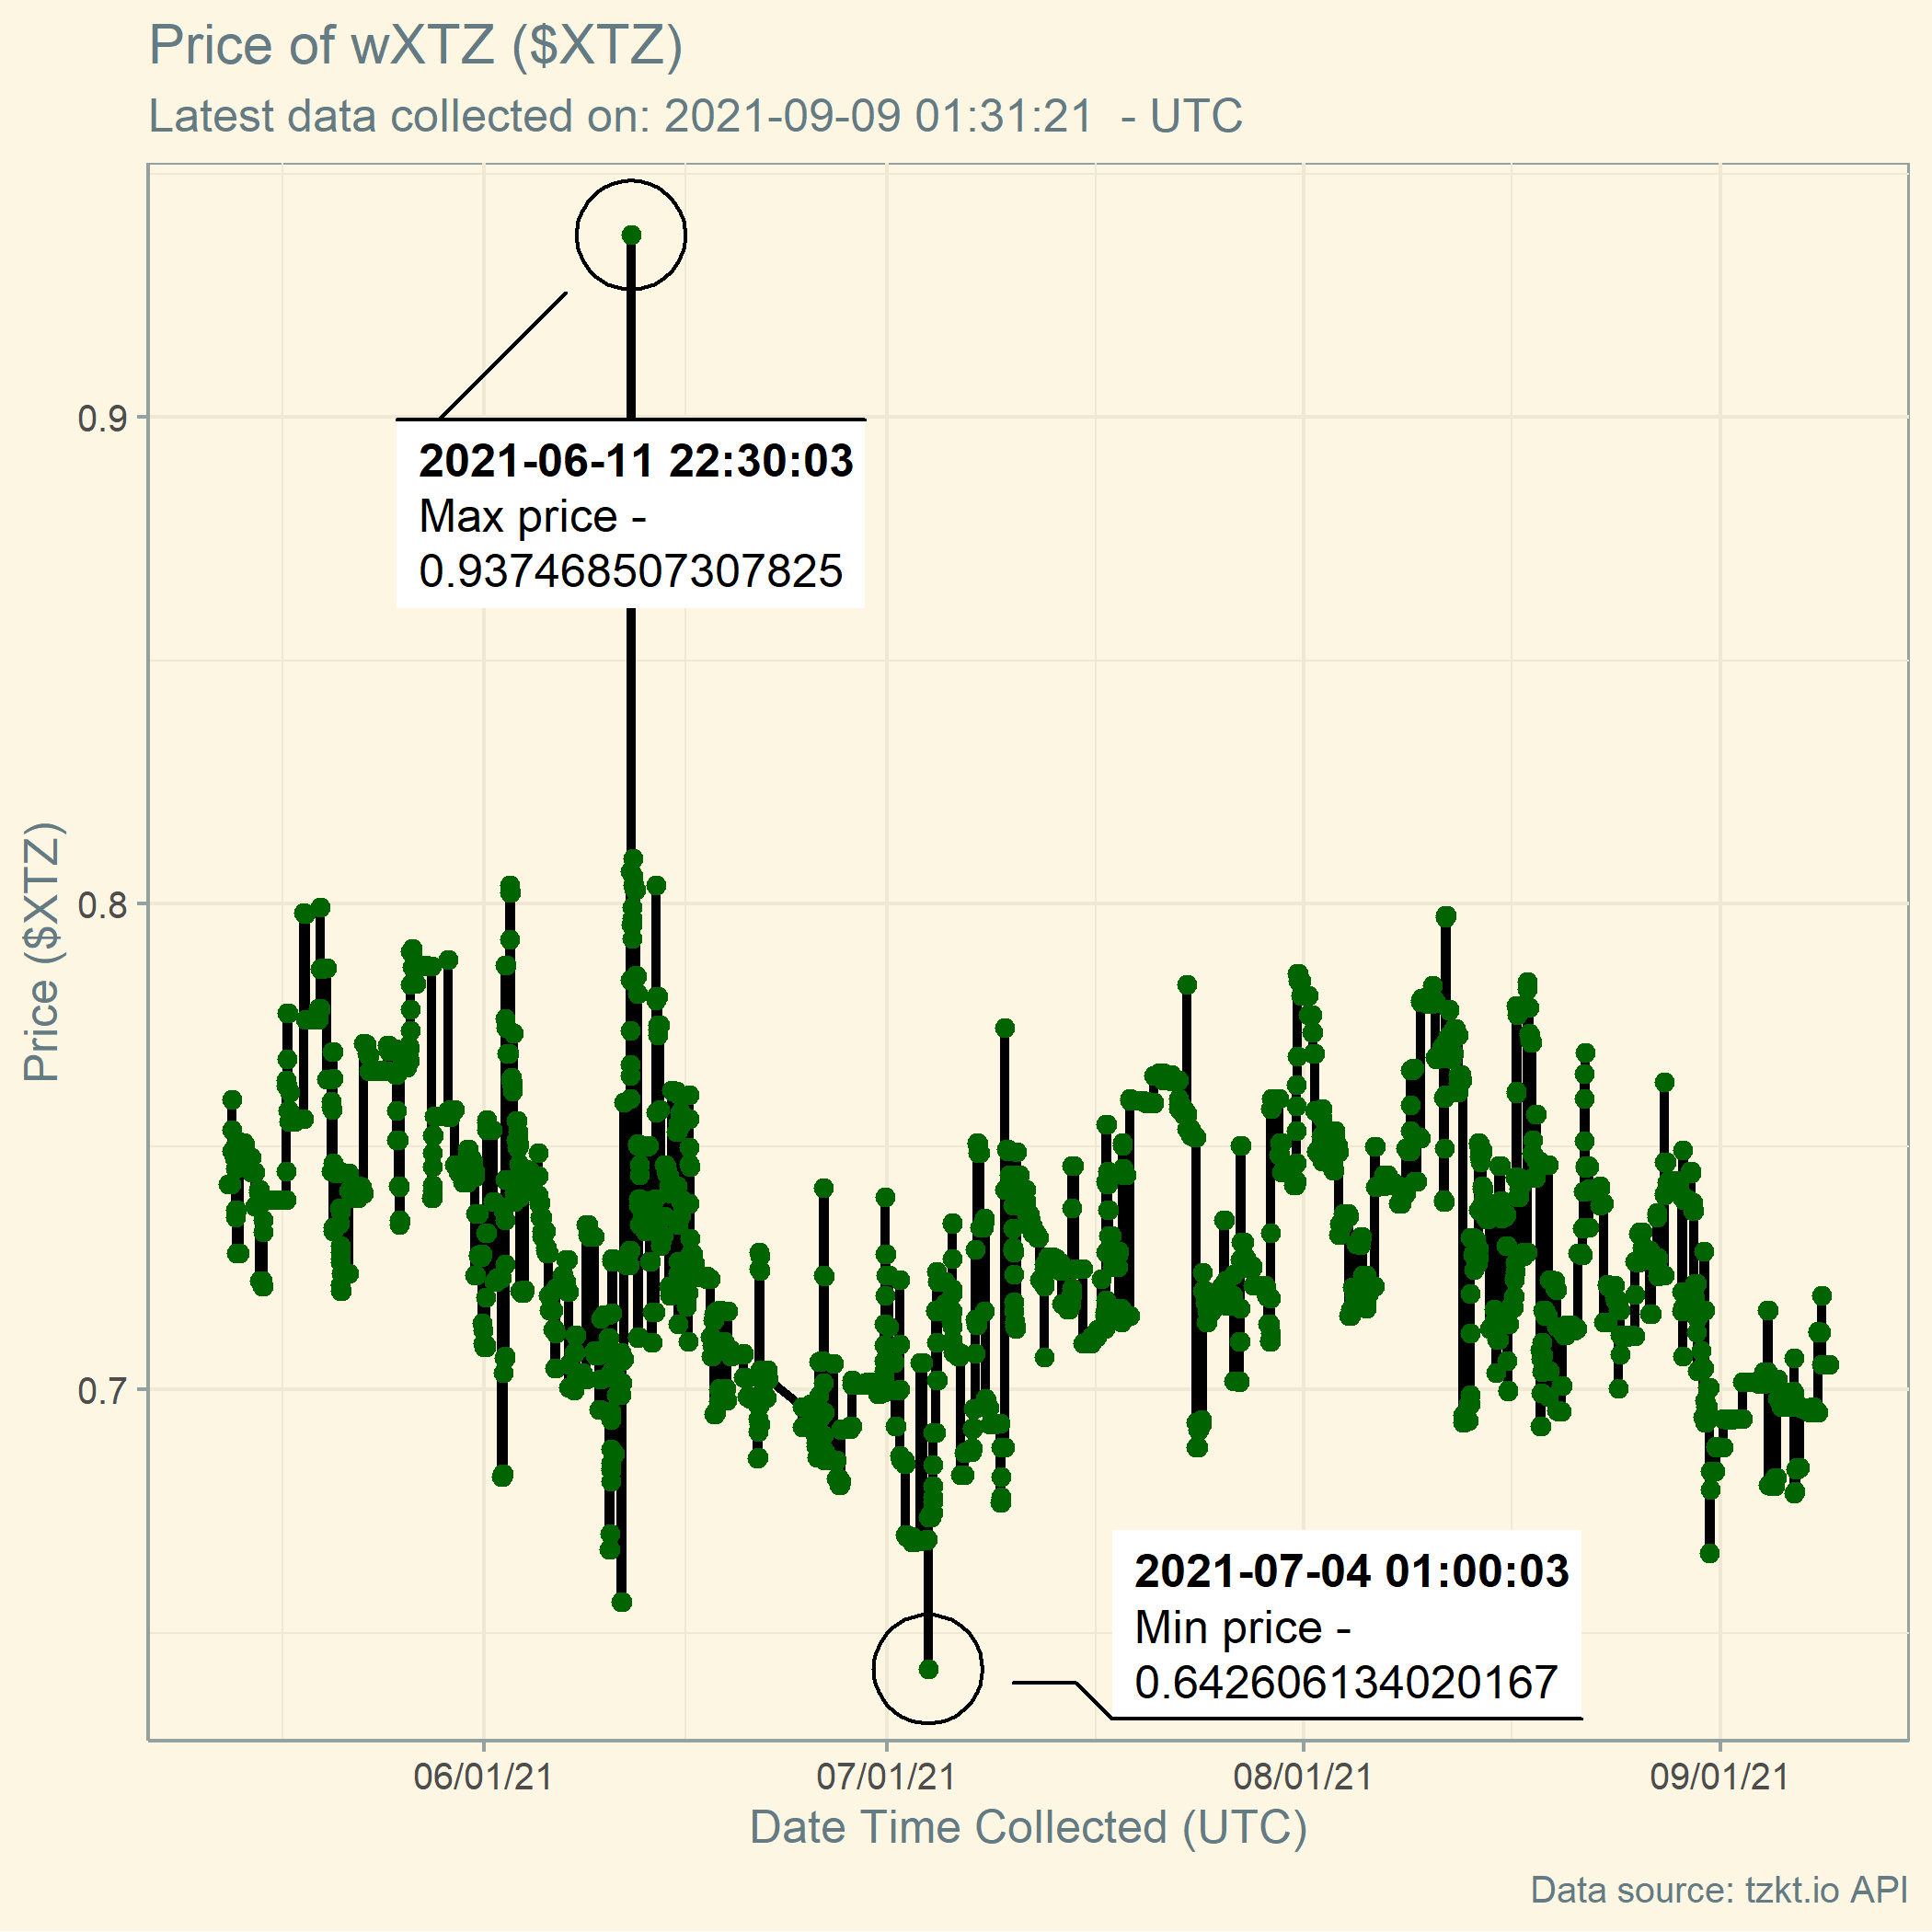 Price of wXTZ ($XTZ)
Latest data collected on: 2021-09-09 01:31:21  - UTC
0.9
2021-06-11 22:30:03
Max price -
0.937468507307825
Price ($XTZ)
0.8
0.7
2021-07-04 01:00:03
Min price -
0.642606134020167
06/01/21
07/01/21
08/01/21
09/01/21
Date Time Collected (UTC)
Data source: tzkt.io API